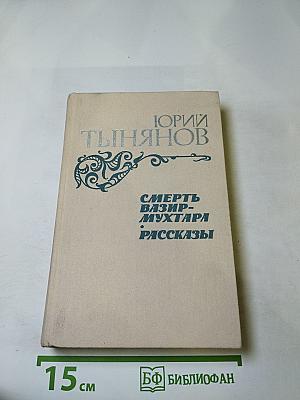 ЮРИЙ
ТЫНЯНОВ
СМЕРТЬ
ВАЗИР-
МУХТАРА
•
РАССКАЗЫ
15 см
БФ БИБЛИОФАН